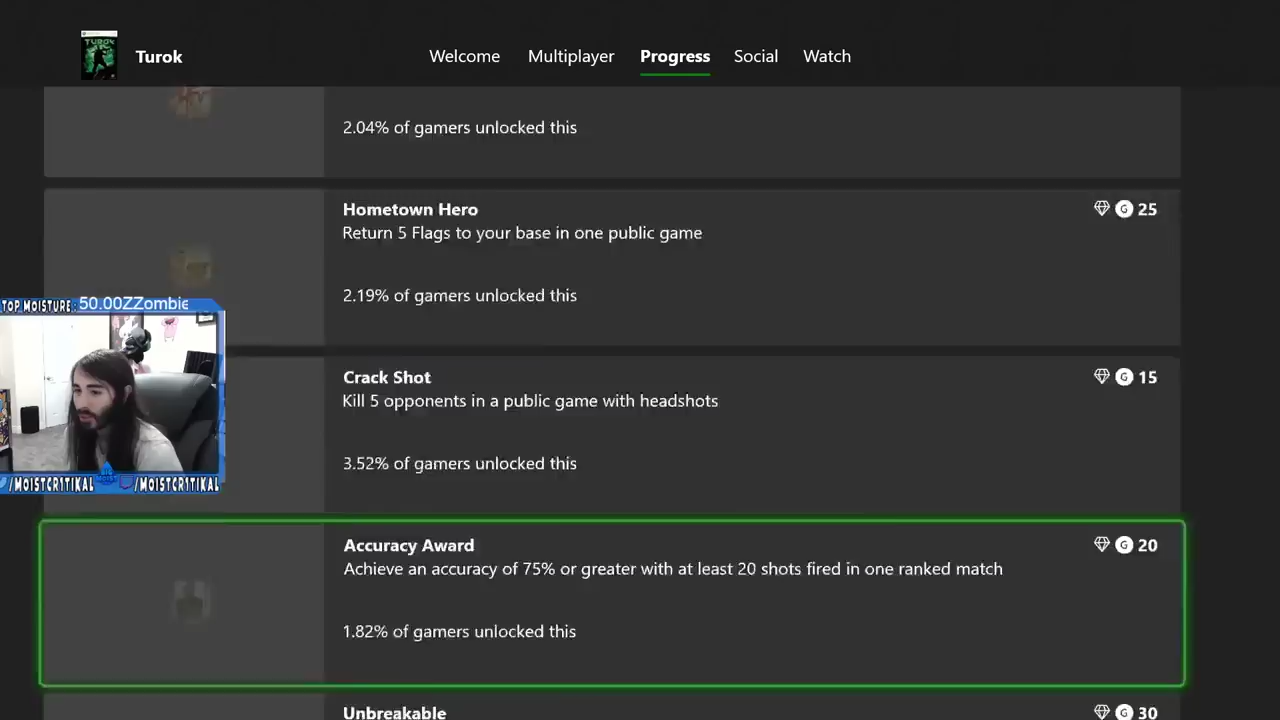 Turok
Welcome
Multiplayer
Progress
Social
Watch
2.04% of gamers unlocked this
Hometown Hero
G 25
Return 5 Flags to your base in one public game
2.19% of gamers unlocked this
TOP MOISTURE: 50.00ZZombie
Crack Shot
G 15
Kill 5 opponents in a public game with headshots
3.52% of gamers unlocked this
/MOISTCR1TIKAL
/MOISTCR1TIKAL
Accuracy Award
G 20
Achieve an accuracy of 75% or greater with at least 20 shots fired in one ranked match
1.82% of gamers unlocked this
Unbreakable
G 30